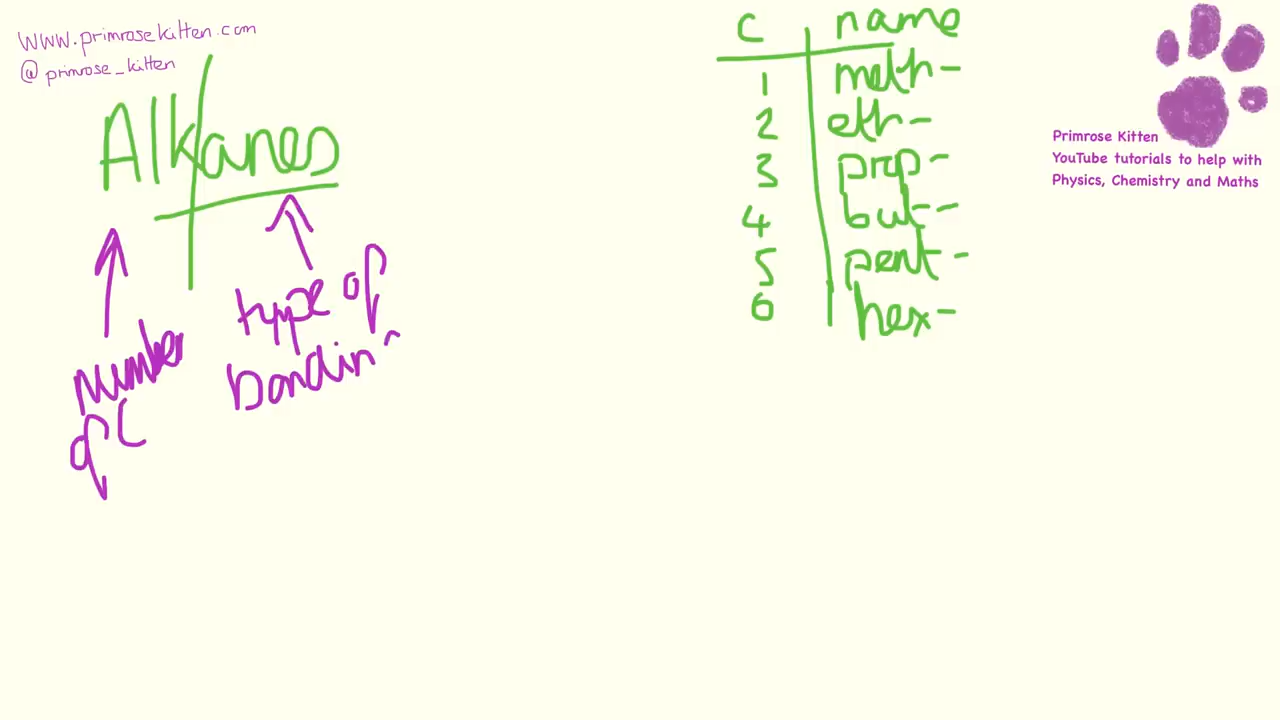 www.primrosekitten.com
@primrose_kitten
Alkanes
number
of C
type of
bondin
C name
1 meth-
2 eth-
3 prop-
4 but-
5 pent-
6 hex-
Primrose Kitten
YouTube tutorials to help with
Physics, Chemistry and Maths